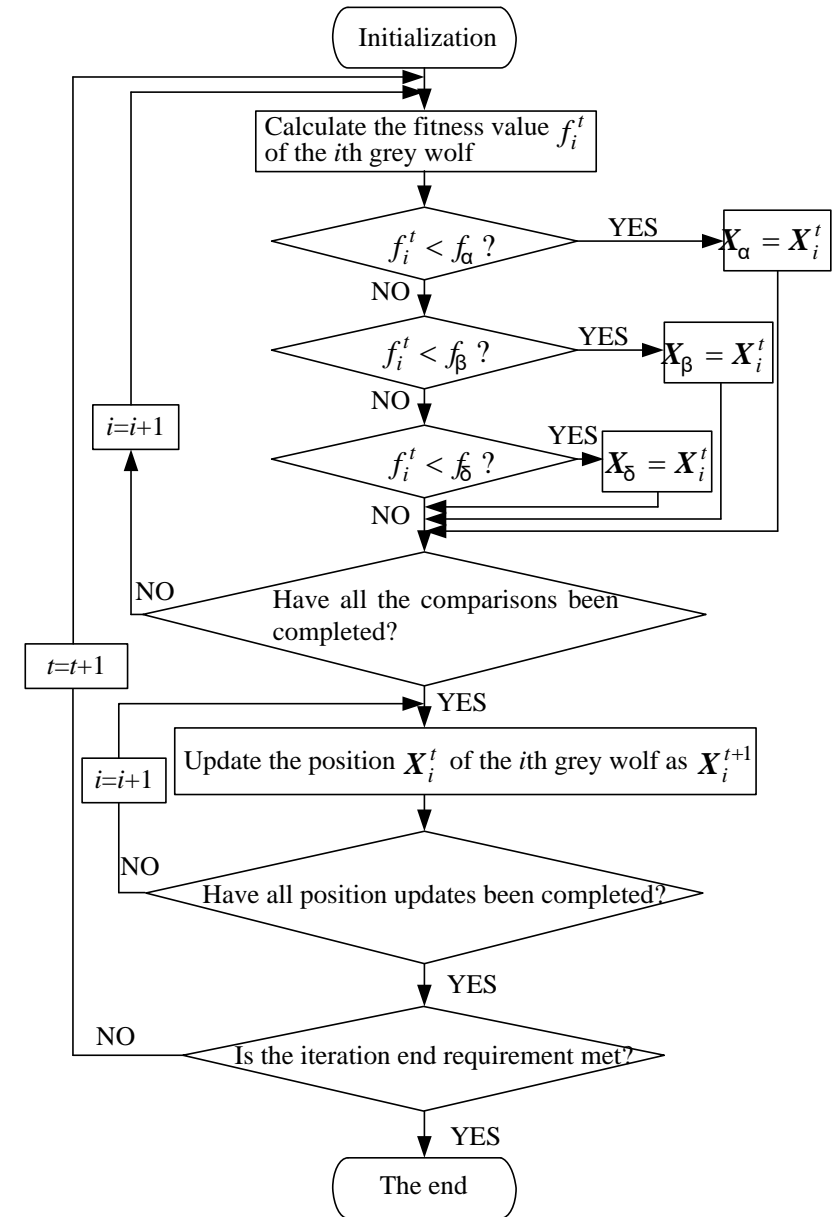 Initialization
Calculate the fitness value f_i^t
of the ith grey wolf
f_i^t < f_α ?
YES
X_α = X_i^t
NO
f_i^t < f_β ?
YES
X_β = X_i^t
NO
i=i+1
f_i^t < f_δ ?
YES
X_δ = X_i^t
NO
Have all the comparisons been
completed?
NO
t=t+1
YES
Update the position X_i^t of the ith grey wolf as X_i^{t+1}
i=i+1
NO
Have all position updates been completed?
YES
NO
Is the iteration end requirement met?
YES
The end